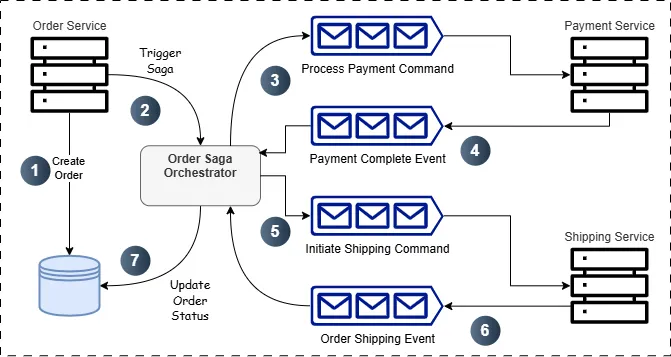 Order Service
Payment Service
Trigger
Saga
Process Payment Command
3
2
Order Saga
Orchestrator
Payment Complete Event
4
1
Create
Order
5
Initiate Shipping Command
Shipping Service
7
Update
Order
Status
Order Shipping Event
6